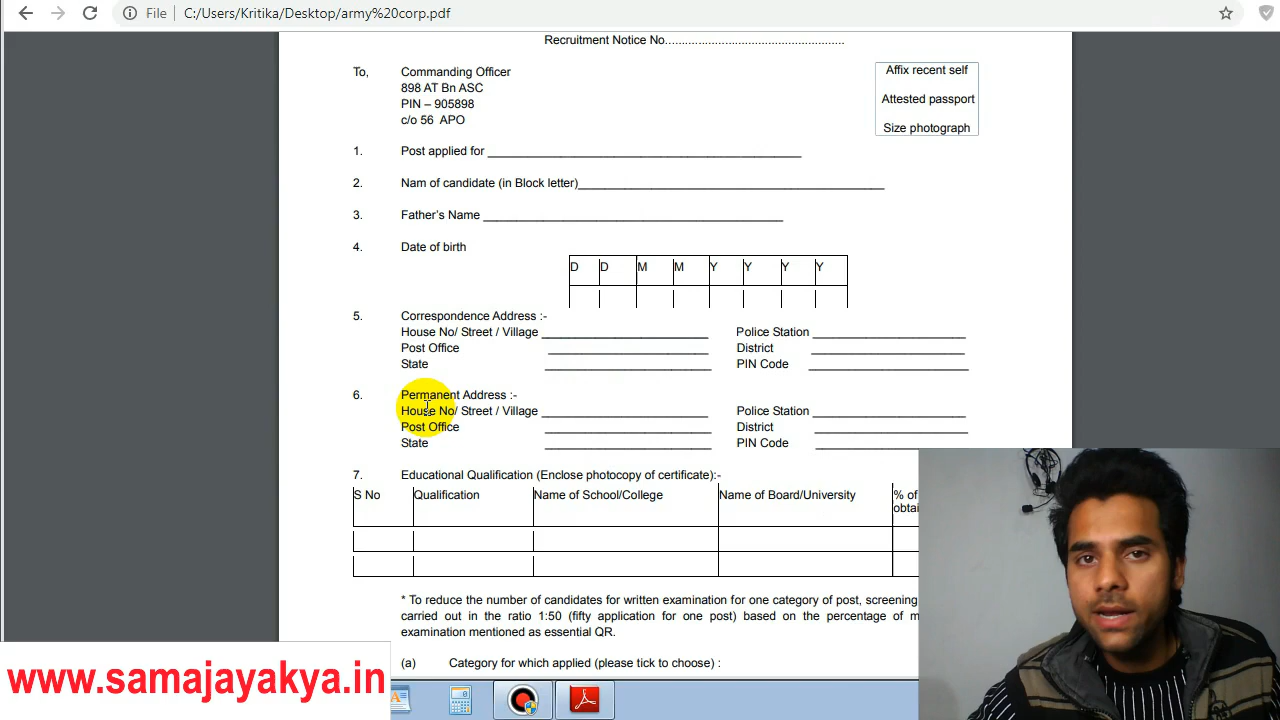 File C:/Users/Kritika/Desktop/army%20corp.pdf
Recruitment Notice No......................................................
To, Commanding Officer
898 AT Bn ASC
PIN – 905898
c/o 56 APO
Affix recent self
Attested passport
Size photograph
1. Post applied for
2. Nam of candidate (in Block letter)
3. Father's Name
4. Date of birth
D D M M Y Y Y Y
5. Correspondence Address :-
House No/ Street / Village Police Station
Post Office District
State PIN Code
6. Permanent Address :-
House No/ Street / Village Police Station
Post Office District
State PIN Code
7. Educational Qualification (Enclose photocopy of certificate):-
S No Qualification Name of School/College Name of Board/University % of
obtai
* To reduce the number of candidates for written examination for one category of post, screening
carried out in the ratio 1:50 (fifty application for one post) based on the percentage of m
examination mentioned as essential QR.
(a) Category for which applied (please tick to choose) :
www.samajayakya.in